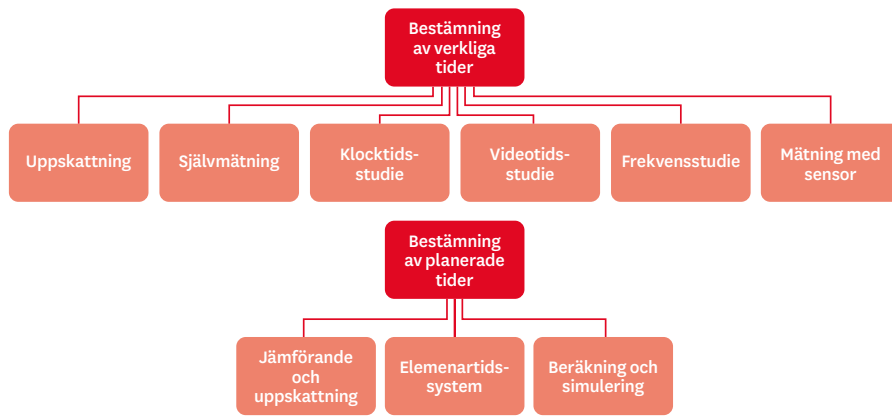 Bestämning
av verkliga
tider
Uppskattning
Självmätning
Klocktids-
studie
Videotids-
studie
Frekvensstudie
Mätning med
sensor
Bestämning
av planerade
tider
Jämförande
och
uppskattning
Elemenartids-
system
Beräkning och
simulering